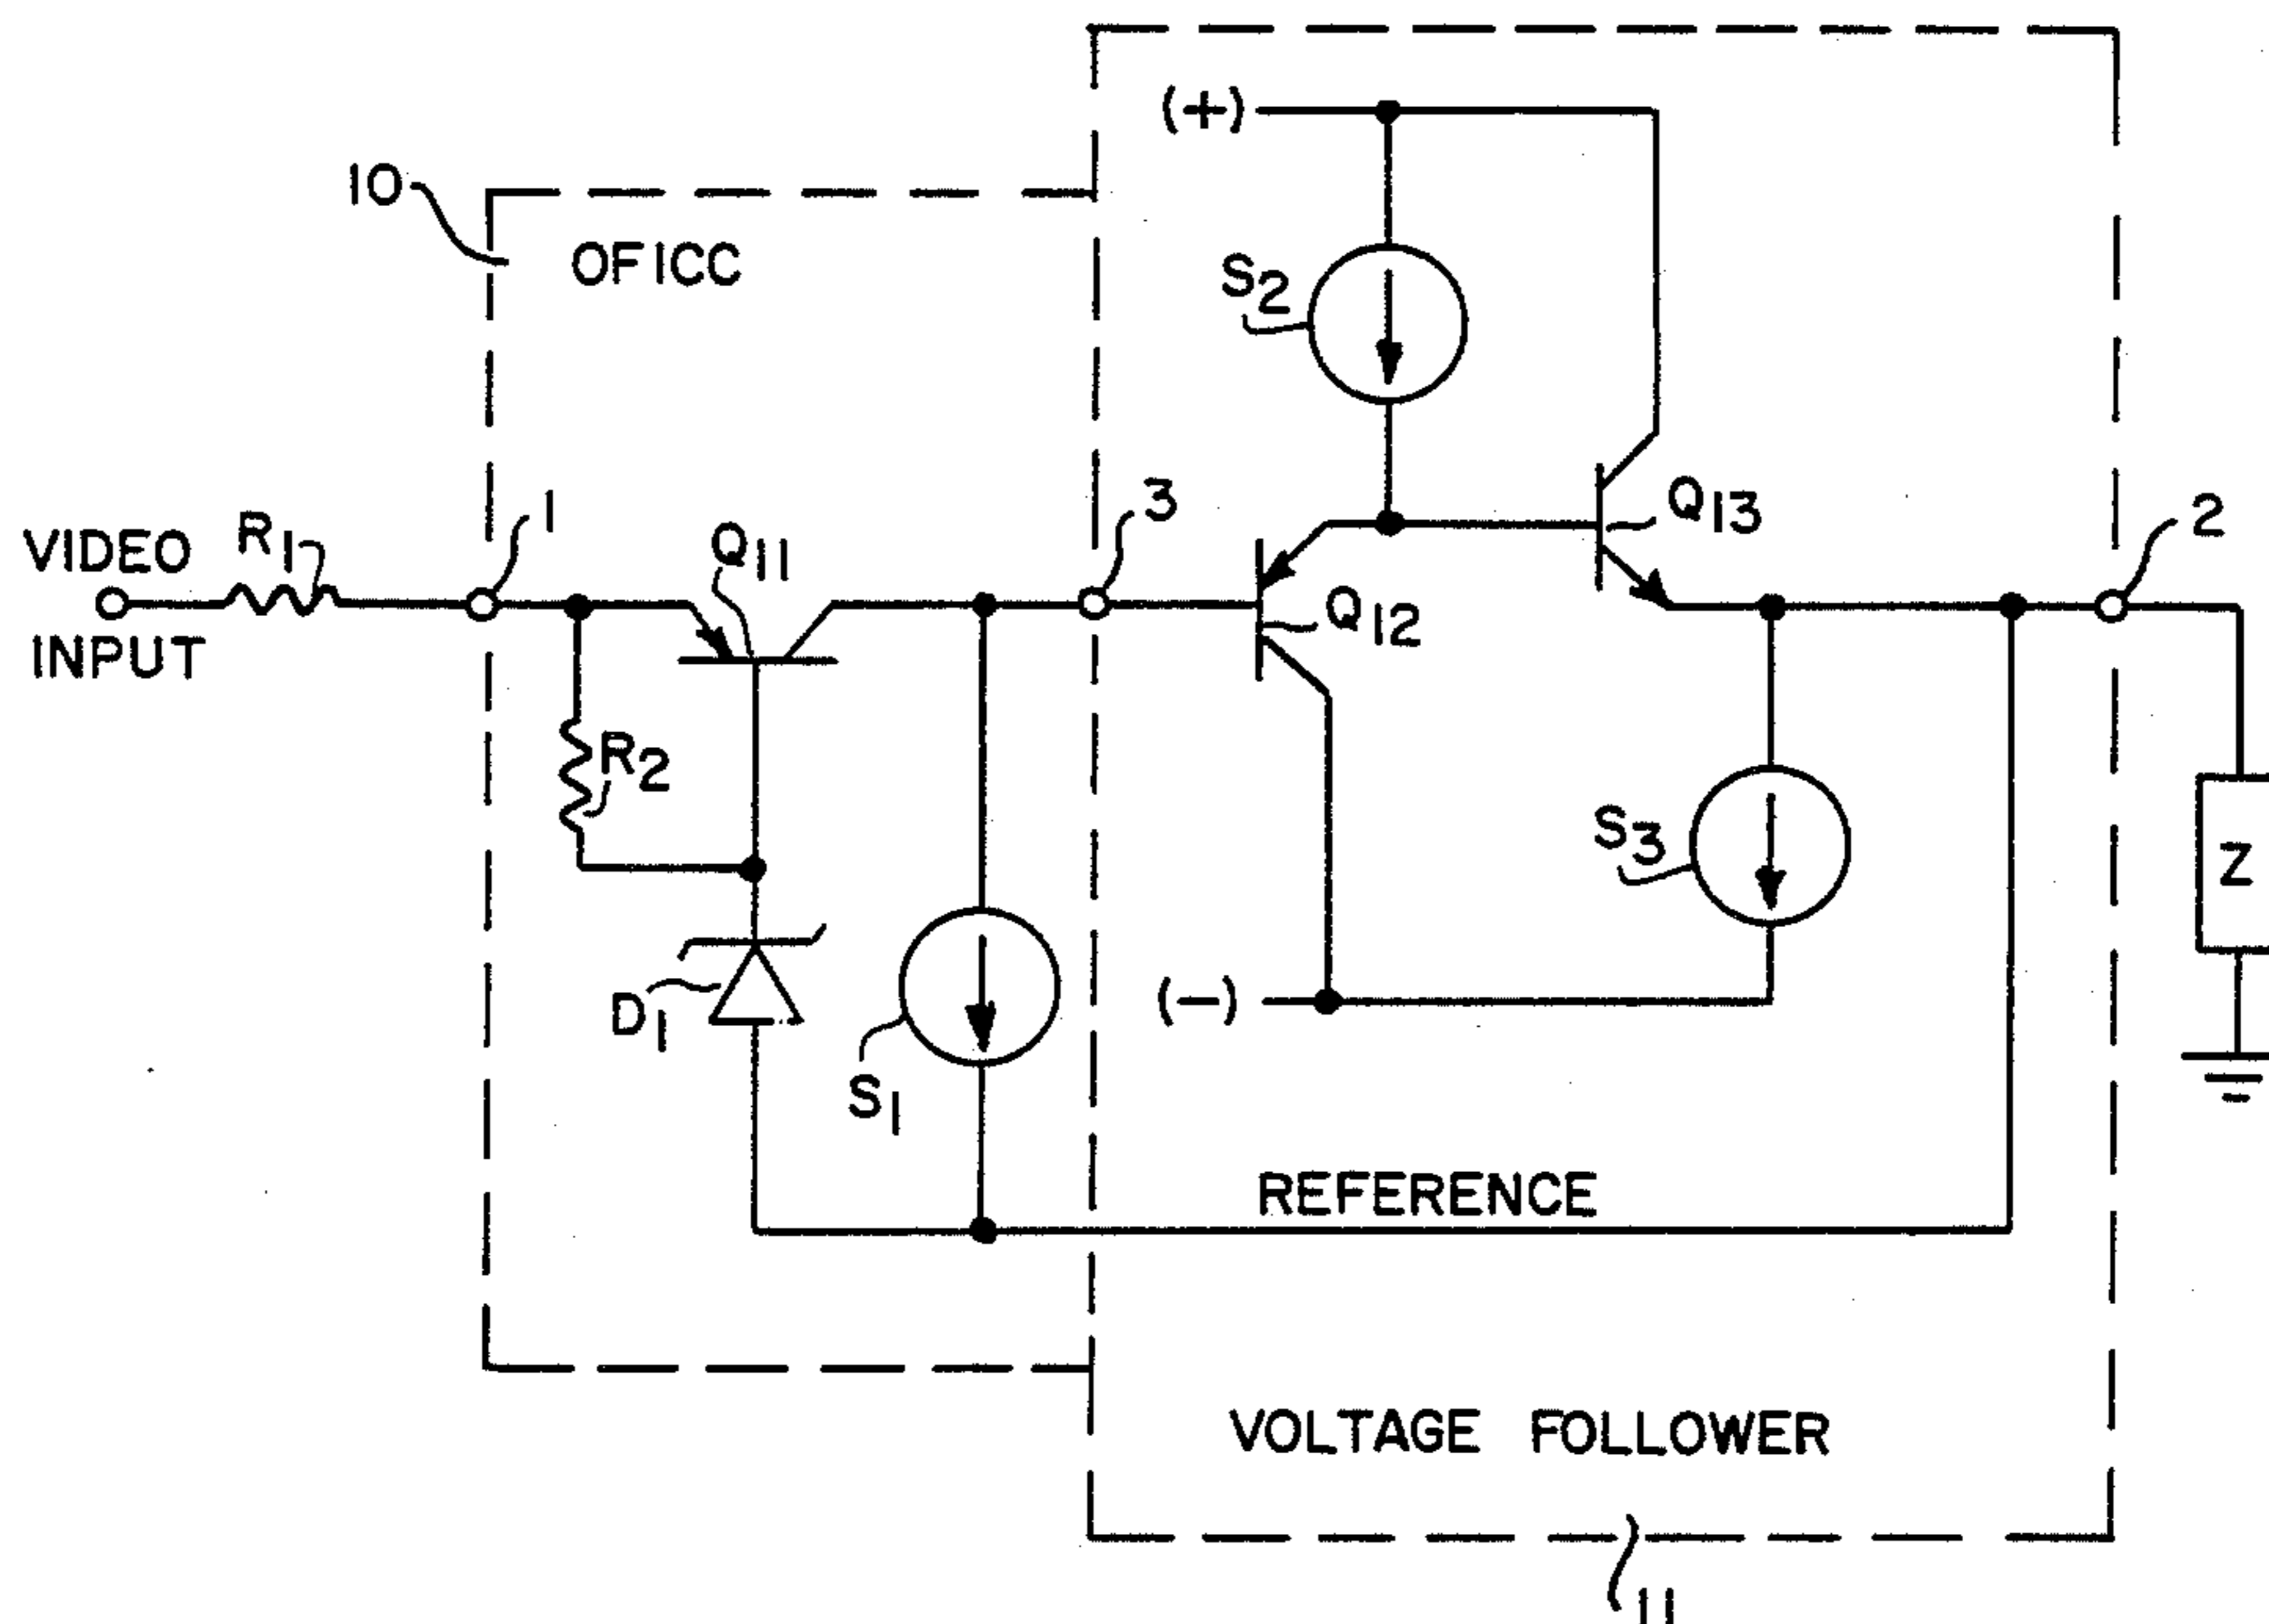 (+)
10
OFICC
S2
1
3
Q13
2
VIDEO
INPUT
R1
Q11
Q12
R2
S3
Z
D1
(-)
S1
REFERENCE
VOLTAGE FOLLOWER
11